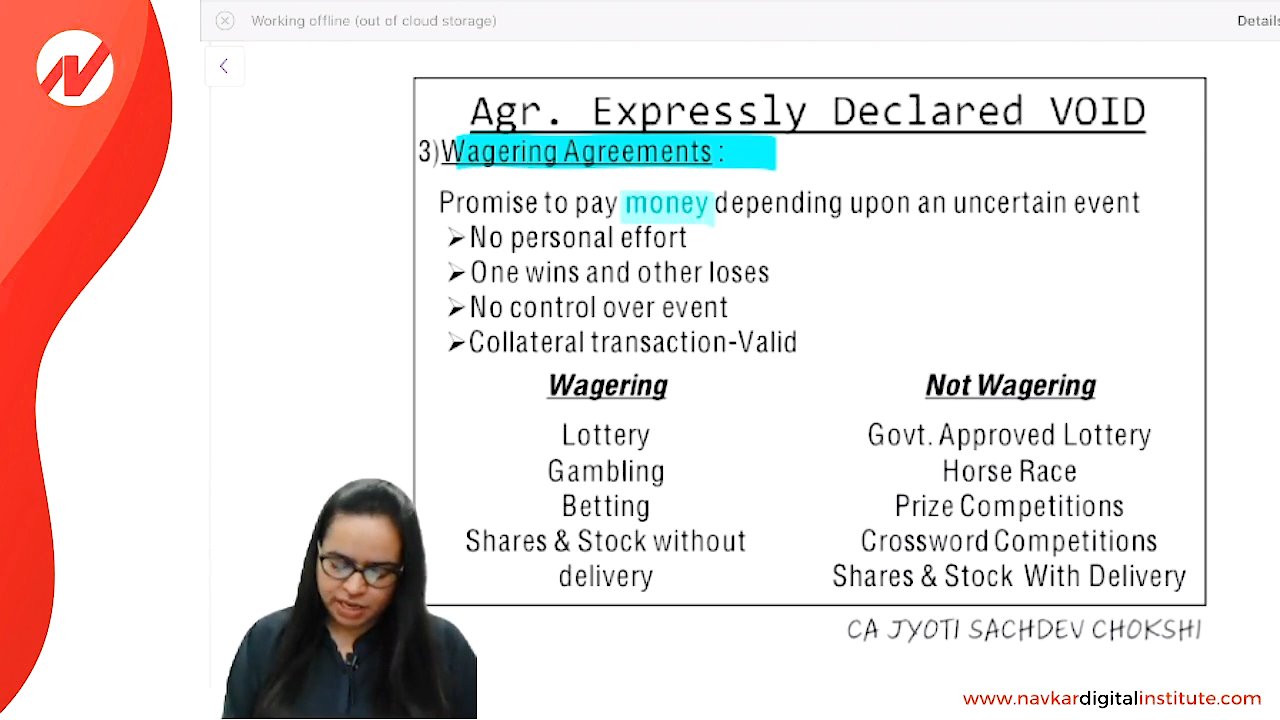 Working offline (out of cloud storage)
Details
Agr. Expressly Declared VOID
3)Wagering Agreements :
Promise to pay money depending upon an uncertain event
➢No personal effort
➢One wins and other loses
➢No control over event
➢Collateral transaction-Valid
Wagering
Lottery
Gambling
Betting
Shares & Stock without
delivery
Not Wagering
Govt. Approved Lottery
Horse Race
Prize Competitions
Crossword Competitions
Shares & Stock With Delivery
CA JYOTI SACHDEV CHOKSHI
www.navkardigitalinstitute.com